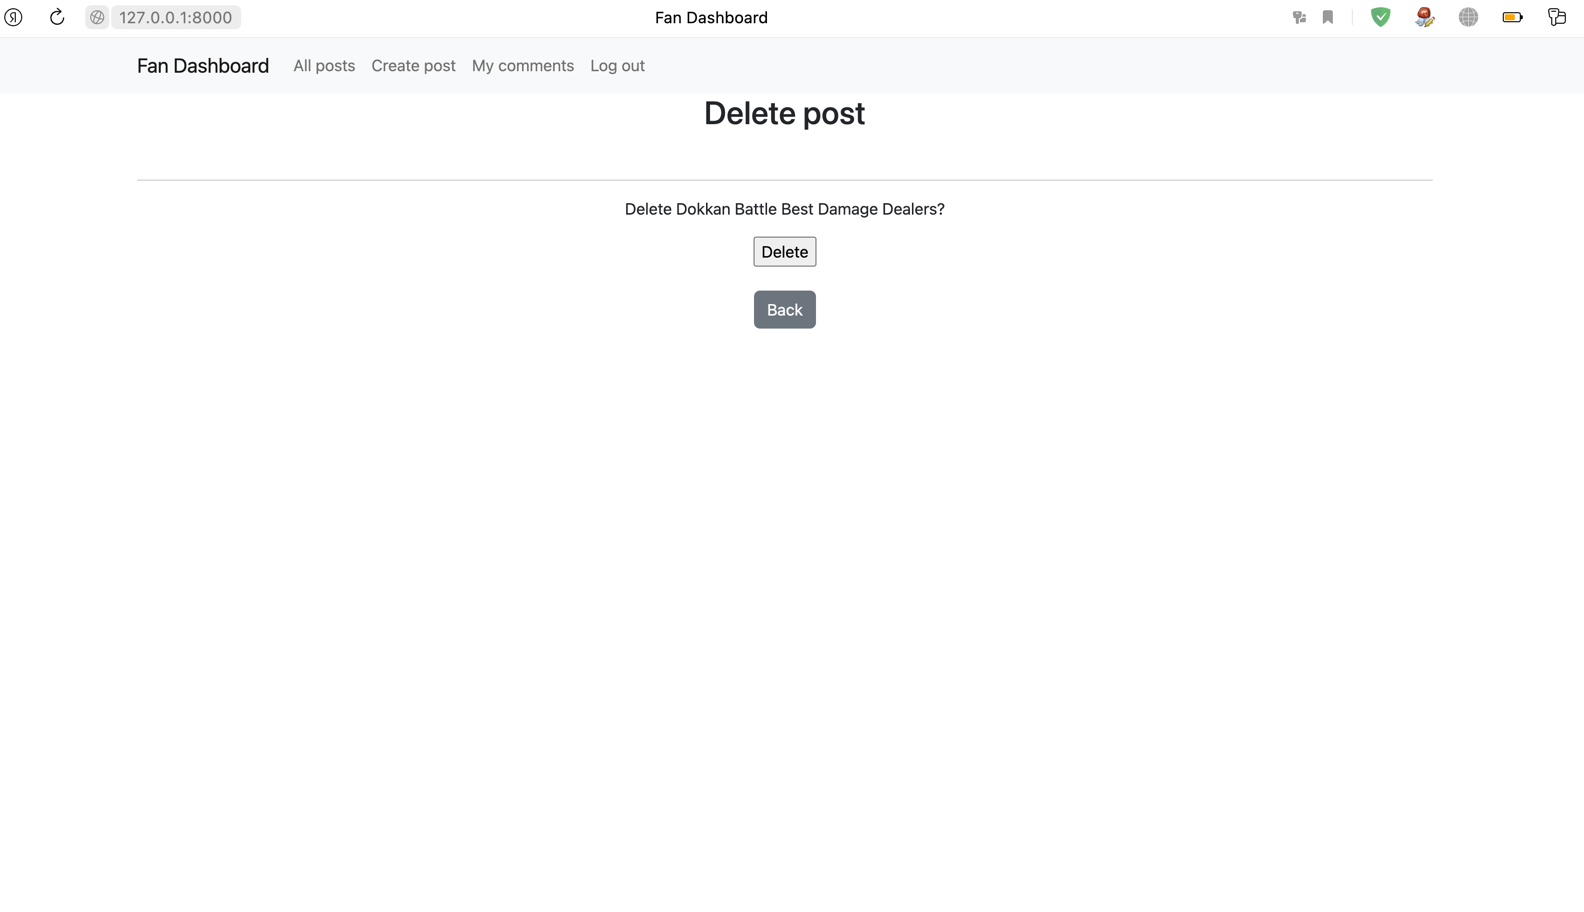 127.0.0.1:8000 Fan Dashboard
Fan Dashboard All posts Create post My comments Log out
Delete post
Delete Dokkan Battle Best Damage Dealers?
Delete
Back